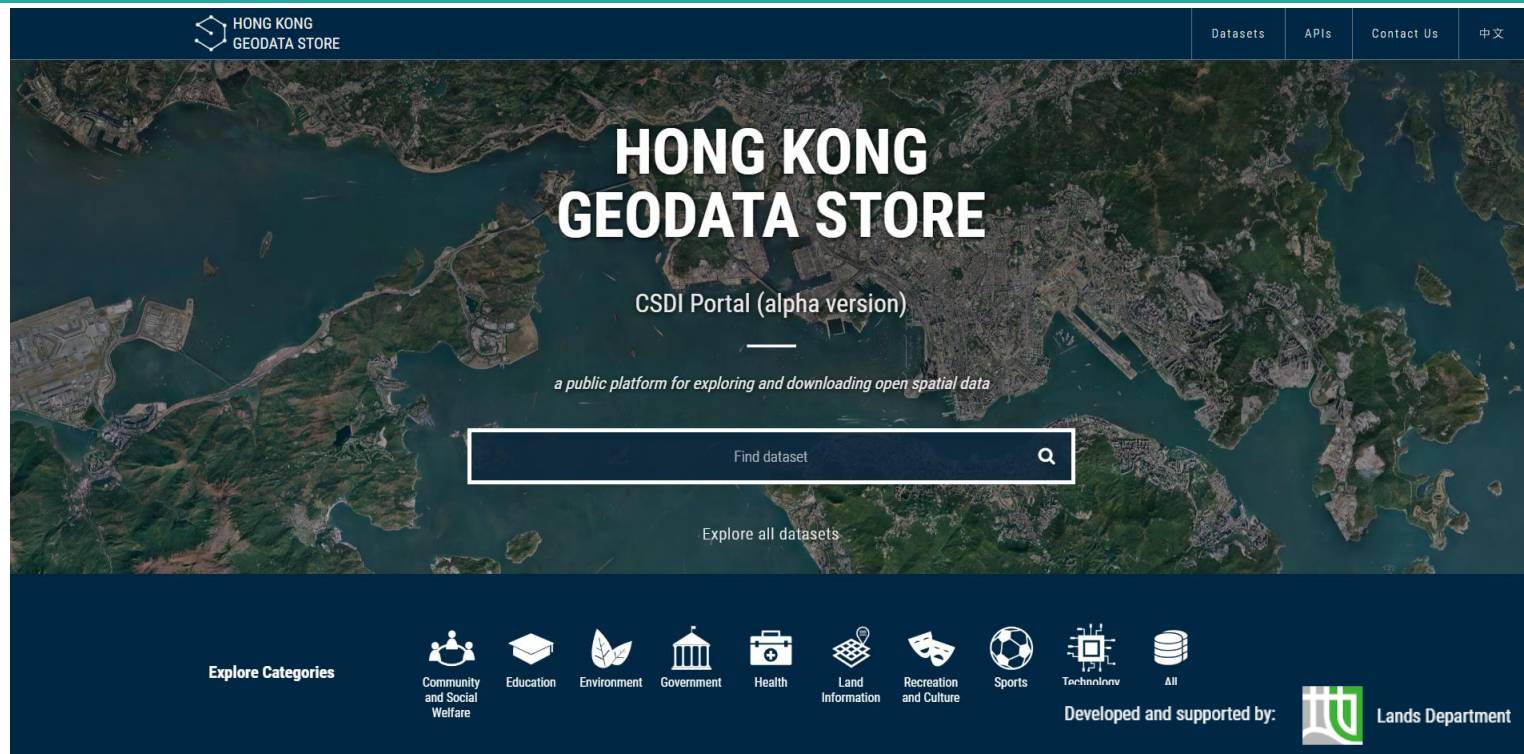 HONG KONG
GEODATA STORE
Datasets
APIs
Contact Us
中文
HONG KONG
GEODATA STORE
CSDI Portal (alpha version)
a public platform for exploring and downloading open spatial data
Find dataset
Explore all datasets
Explore Categories
Community
and Social
Welfare
Education
Environment
Government
Health
Land
Information
Recreation
and Culture
Sports
Technology
All
Developed and supported by:
Lands Department